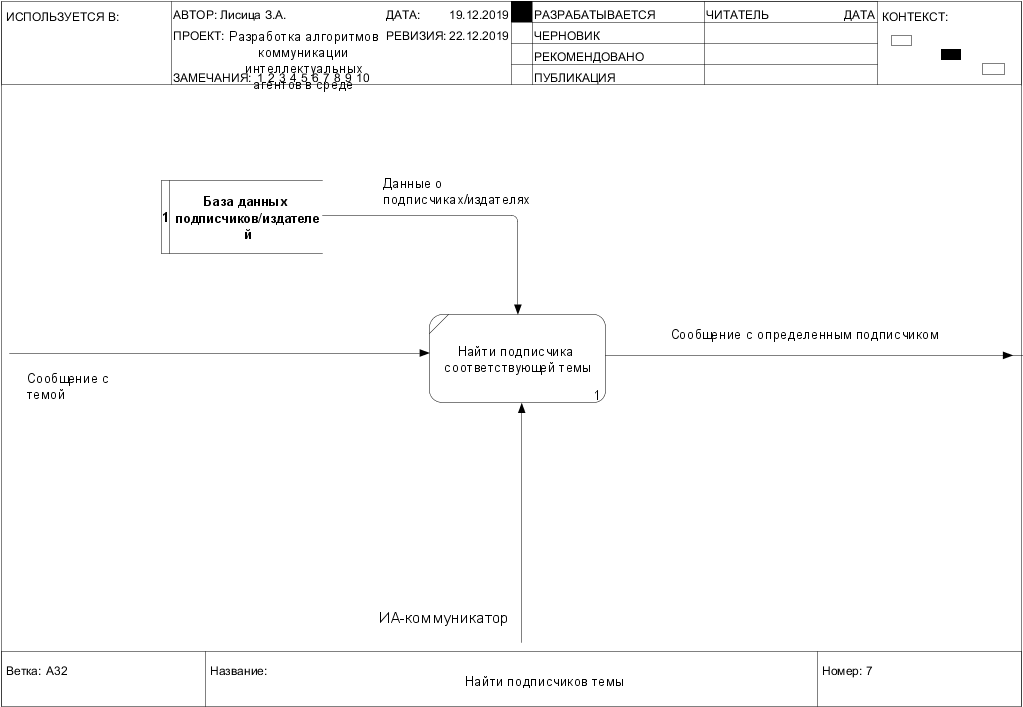 ИСПОЛЬЗУЕТСЯ В:
АВТОР: Лисица З.А.
ДАТА: 19.12.2019
ПРОЕКТ: Разработка алгоритмов
коммуникации
интеллектуальных
агентов в среде
РЕВИЗИЯ: 22.12.2019
ЗАМЕЧАНИЯ: 1 2 3 4 5 6 7 8 9 10
РАЗРАБАТЫВАЕТСЯ
ЧЕРНОВИК
РЕКОМЕНДОВАНО
ПУБЛИКАЦИЯ
ЧИТАТЕЛЬ ДАТА
КОНТЕКСТ:
Данные о
подписчиках/издателях
1
База данных
подписчиков/издателе
й
Сообщение с определенным подписчиком
Найти подписчика
соответствующей темы
1
Сообщение с
темой
ИА-коммуникатор
Ветка: A32
Название:
Найти подписчиков темы
Номер: 7